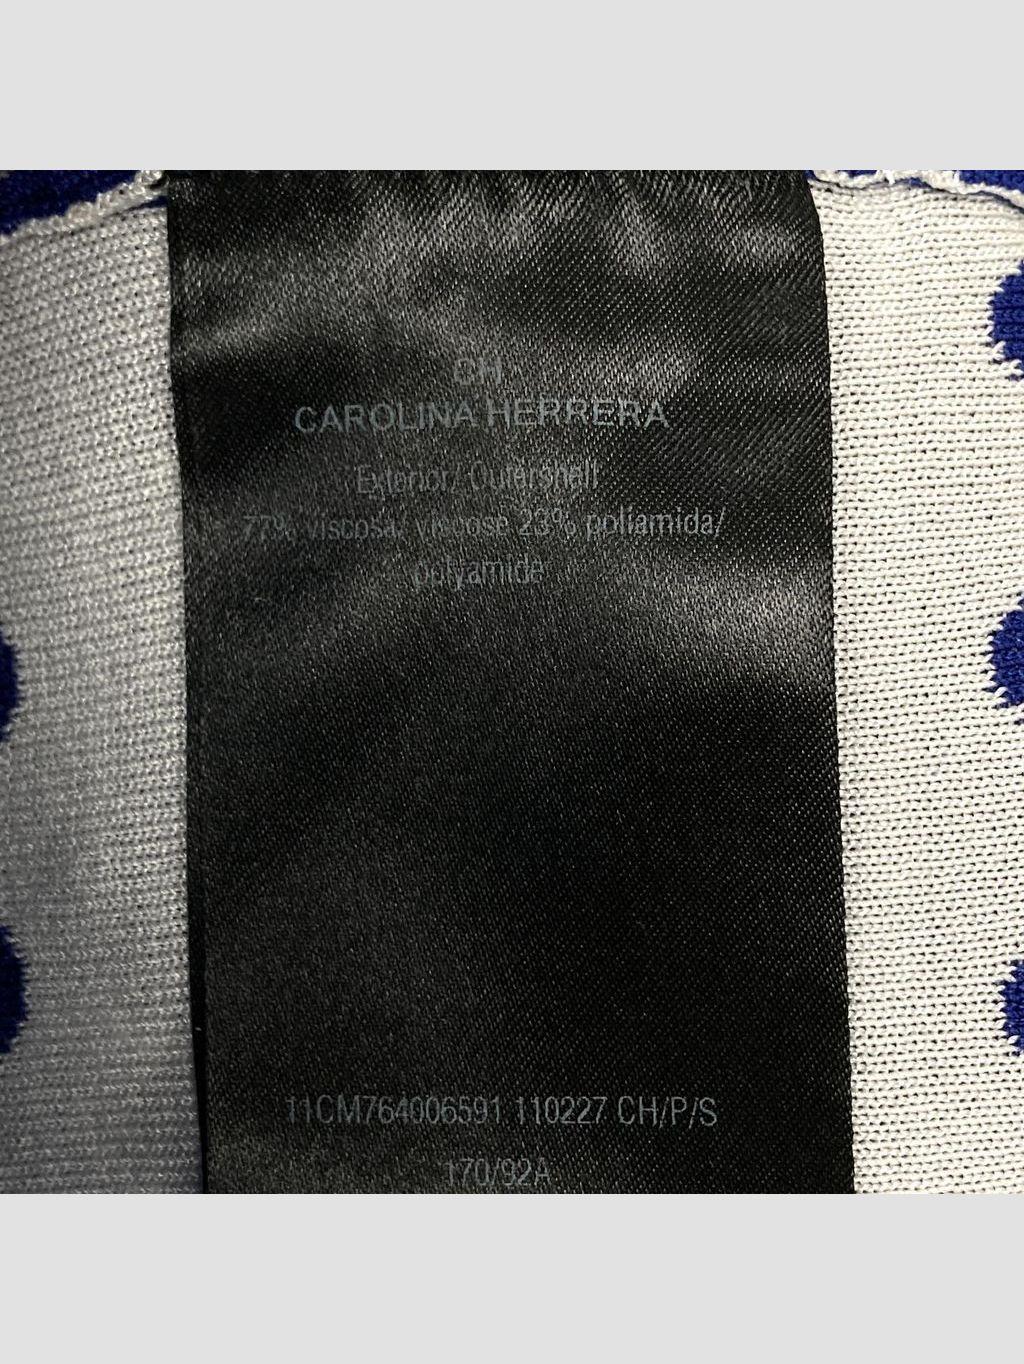 CH
CAROLINA HERRERA
Exterior/ Outershell
77% viscosa/ viscose 23% poliamida/
polyamide
11CM764006591 110227 CH/P/S
170/92A